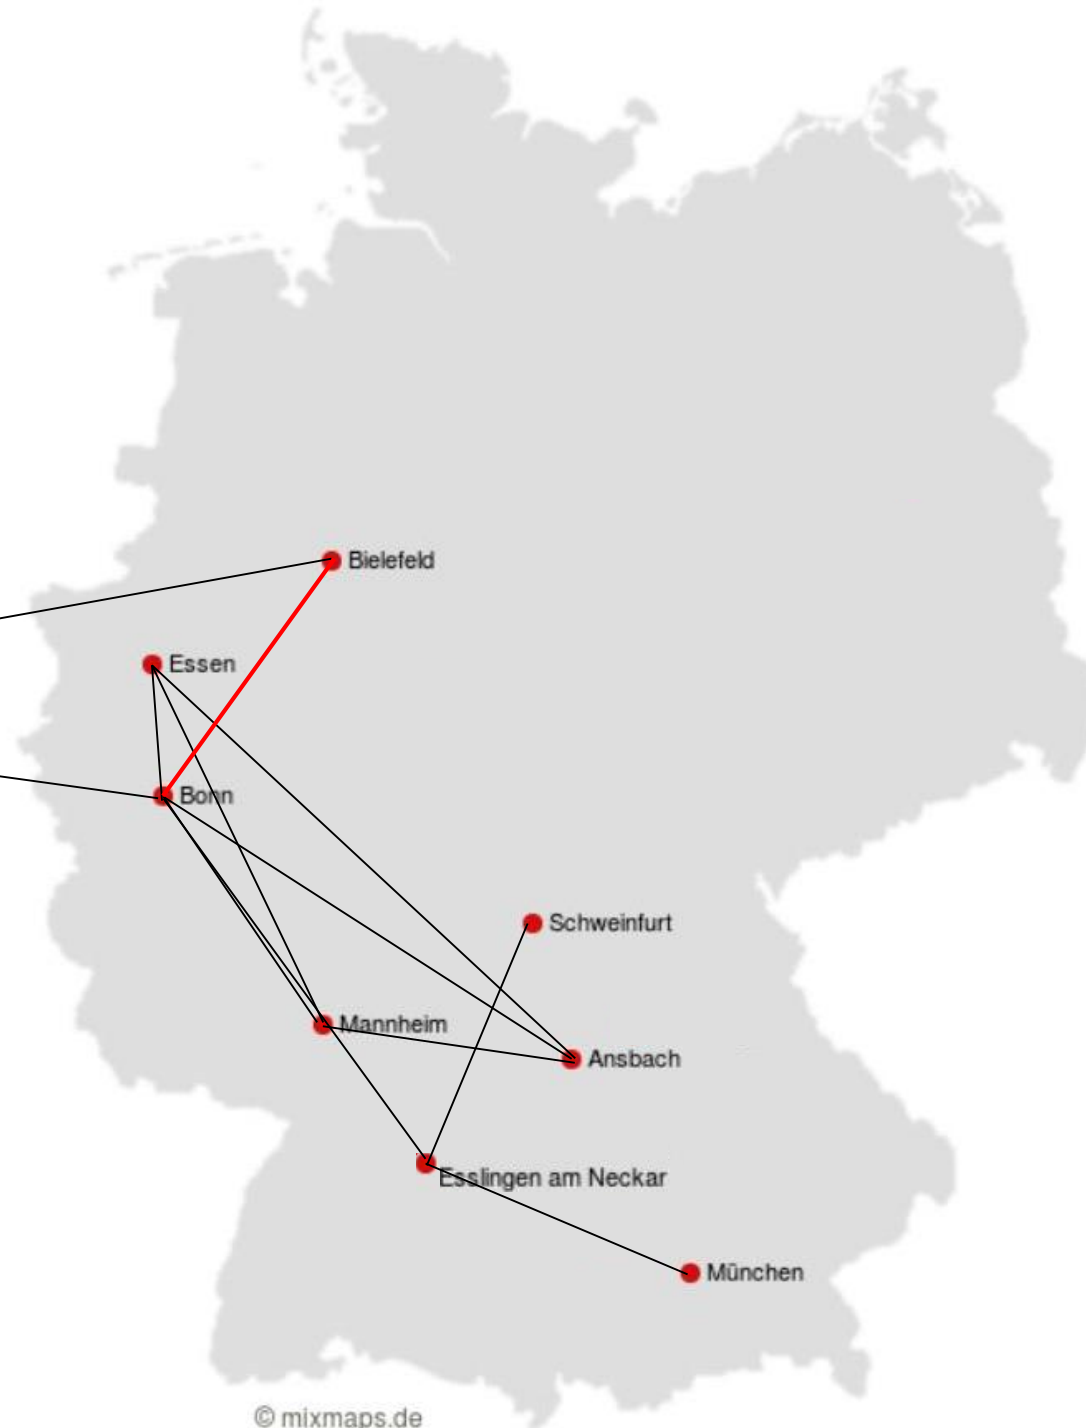 Bielefeld
Essen
Bonn
Schweinfurt
Mannheim
Ansbach
Esslingen am Neckar
München
© mixmaps.de